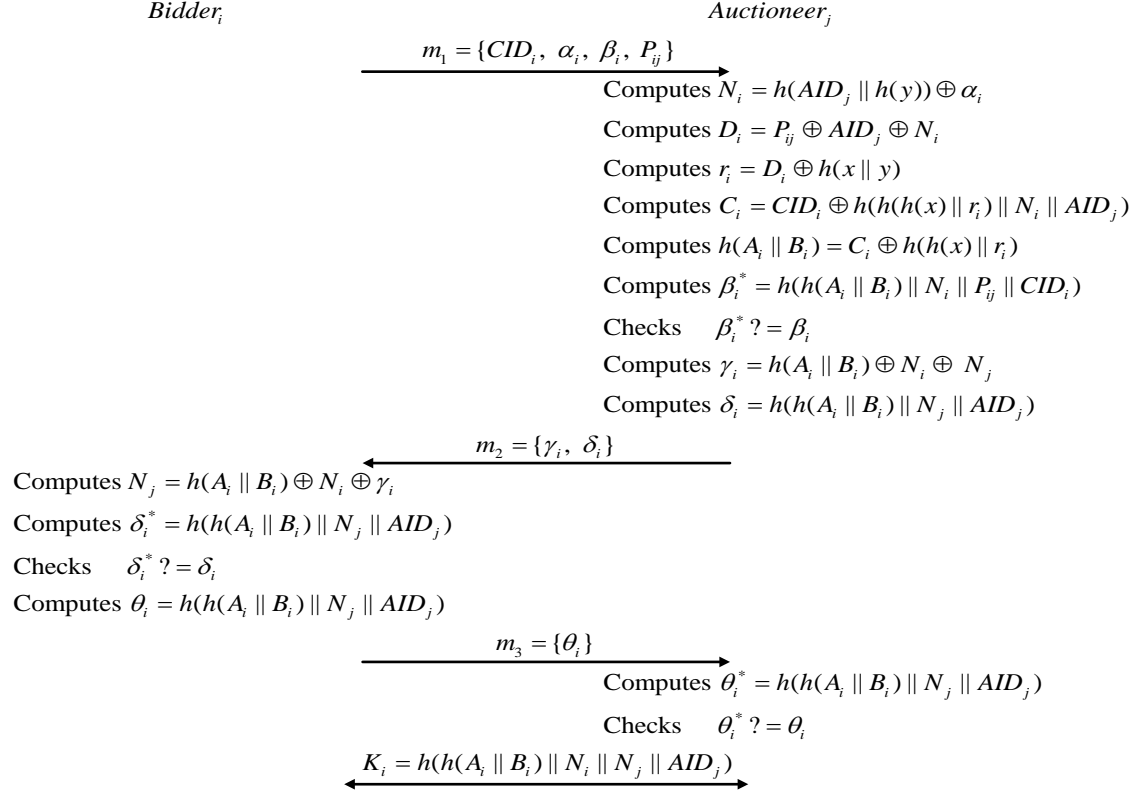 Bidder_i Auctioneer_j
m_1 = {CID_i, α_i, β_i, P_ij}
Computes N_i = h(AID_j || h(y)) ⊕ α_i
Computes D_i = P_ij ⊕ AID_j ⊕ N_i
Computes r_i = D_i ⊕ h(x || y)
Computes C_i = CID_i ⊕ h(h(h(x) || r_i) || N_i || AID_j)
Computes h(A_i || B_i) = C_i ⊕ h(h(x) || r_i)
Computes β_i^* = h(h(A_i || B_i) || N_i || P_ij || CID_i)
Checks β_i^* ?= β_i
Computes γ_i = h(A_i || B_i) ⊕ N_i ⊕ N_j
Computes δ_i = h(h(A_i || B_i) || N_j || AID_j)
m_2 = {γ_i, δ_i}
Computes N_j = h(A_i || B_i) ⊕ N_i ⊕ γ_i
Computes δ_i^* = h(h(A_i || B_i) || N_j || AID_j)
Checks δ_i^* ?= δ_i
Computes θ_i = h(h(A_i || B_i) || N_j || AID_j)
m_3 = {θ_i}
Computes θ_i^* = h(h(A_i || B_i) || N_j || AID_j)
Checks θ_i^* ?= θ_i
K_i = h(h(A_i || B_i) || N_i || N_j || AID_j)